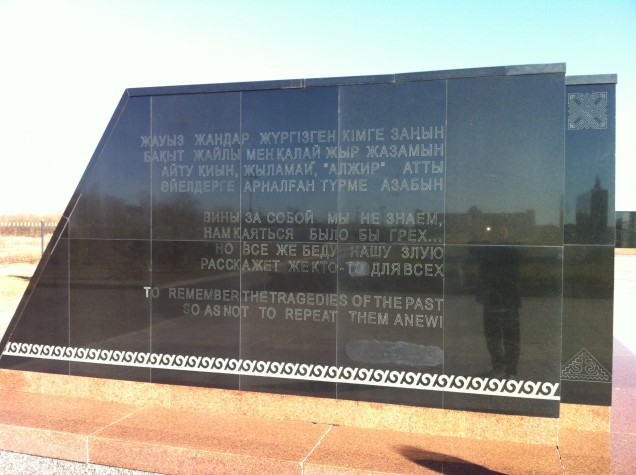 ЖАУЫЗ ЖАНДАР ЖҮРГІЗГЕН КІМГЕ ЗАҢЫН
БАҚЫТ ЖАЙЛЫ МЕН ҚАЛАЙ ЖЫР ЖАЗАМЫН
АЙТУ ҚИЫН, ЖЫЛАМАЙ, "АЛЖИР" АТТЫ
ӘЙЕЛДЕРГЕ АРНАЛҒАН ТҮРМЕ АЗАБЫН
ВИНЫ ЗА СОБОЙ МЫ НЕ ЗНАЕМ,
НАМ КАЯТЬСЯ БЫЛО БЫ ГРЕХ...
НО ВСЕ ЖЕ БЕДУ НАШУ ЗЛУЮ
РАССКАЖЕТ ЖЕ КТО-ТО ДЛЯ ВСЕХ
TO REMEMBER THE TRAGEDIES OF THE PAST
SO AS NOT TO REPEAT THEM ANEW!